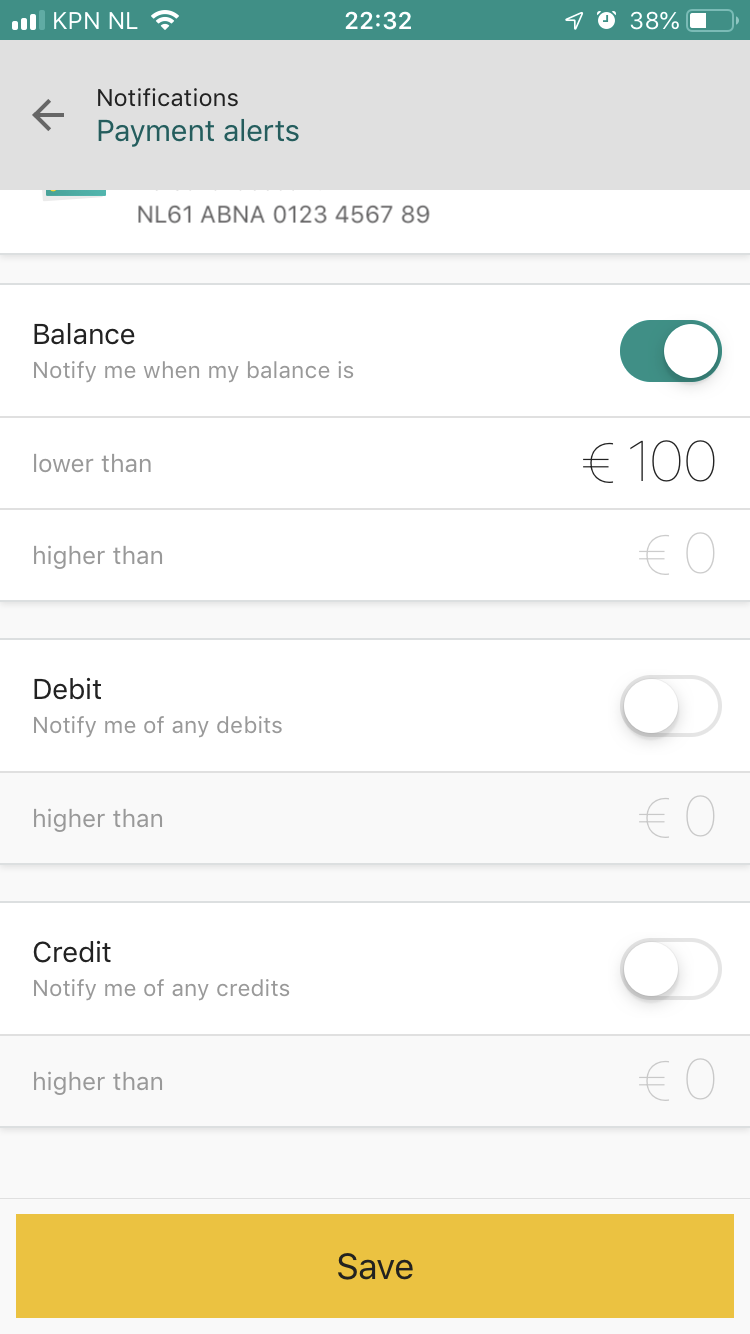 KPN NL 22:32 38%
Notifications
Payment alerts
NL61 ABNA 0123 4567 89
Balance
Notify me when my balance is
lower than € 100
higher than € 0
Debit
Notify me of any debits
higher than € 0
Credit
Notify me of any credits
higher than € 0
Save